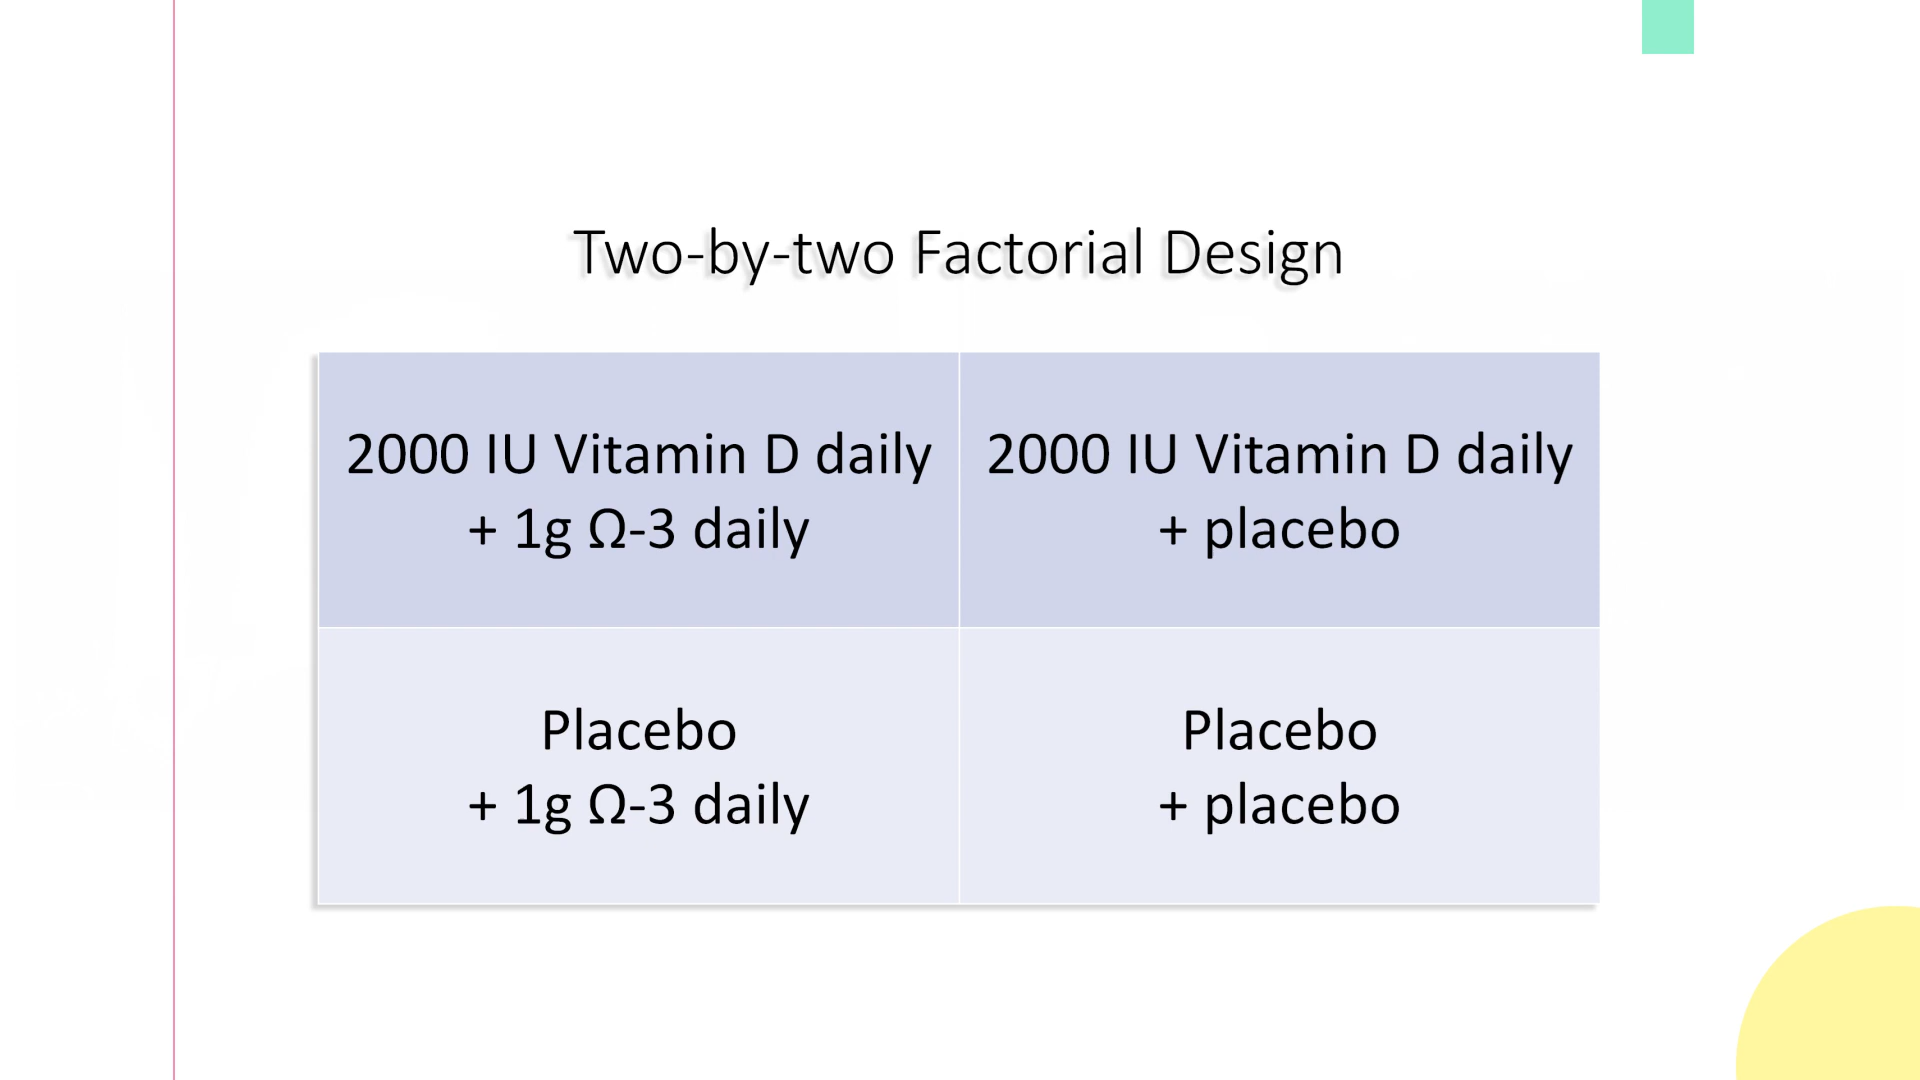 Two-by-two Factorial Design
2000 IU Vitamin D daily
+ 1g Ω-3 daily
2000 IU Vitamin D daily
+ placebo
Placebo
+ 1g Ω-3 daily
Placebo
+ placebo